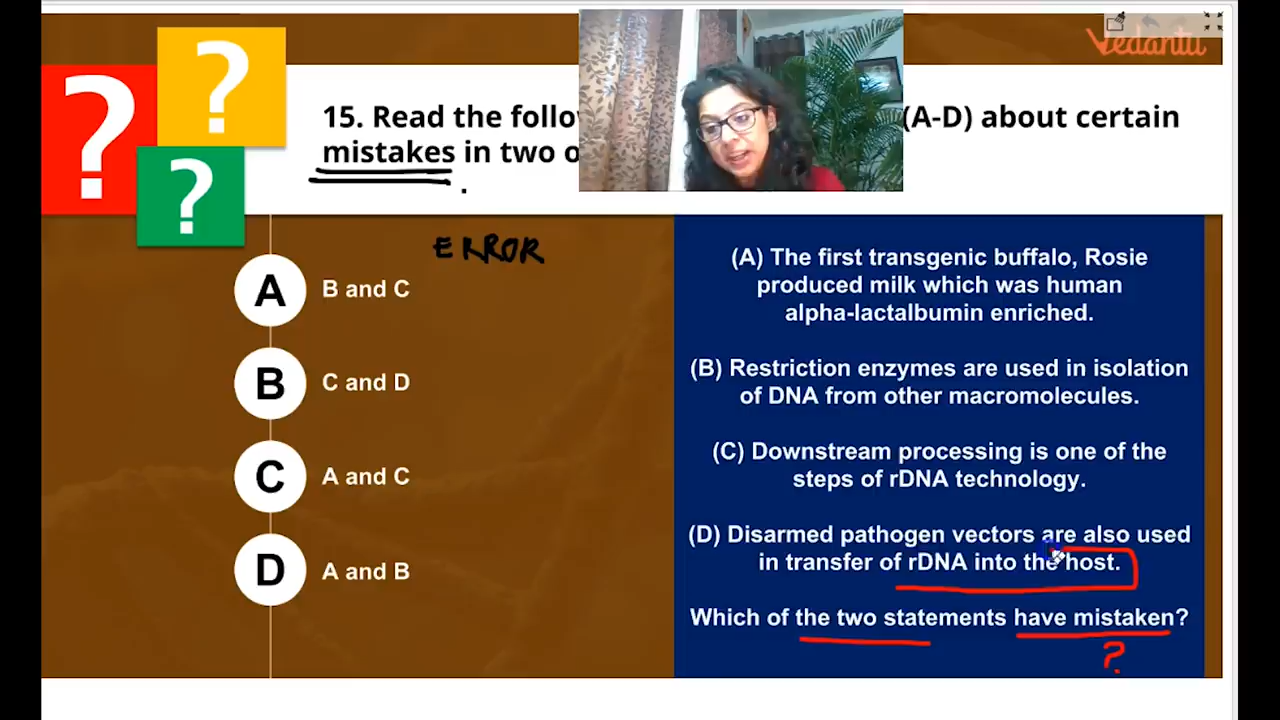 Vedantu
?
?
?
15. Read the follo (A-D) about certain
mistakes in two o
.
ERROR
A B and C
B C and D
C A and C
D A and B
(A) The first transgenic buffalo, Rosie
produced milk which was human
alpha-lactalbumin enriched.
(B) Restriction enzymes are used in isolation
of DNA from other macromolecules.
(C) Downstream processing is one of the
steps of rDNA technology.
(D) Disarmed pathogen vectors are also used
in transfer of rDNA into the host.
Which of the two statements have mistaken?
?